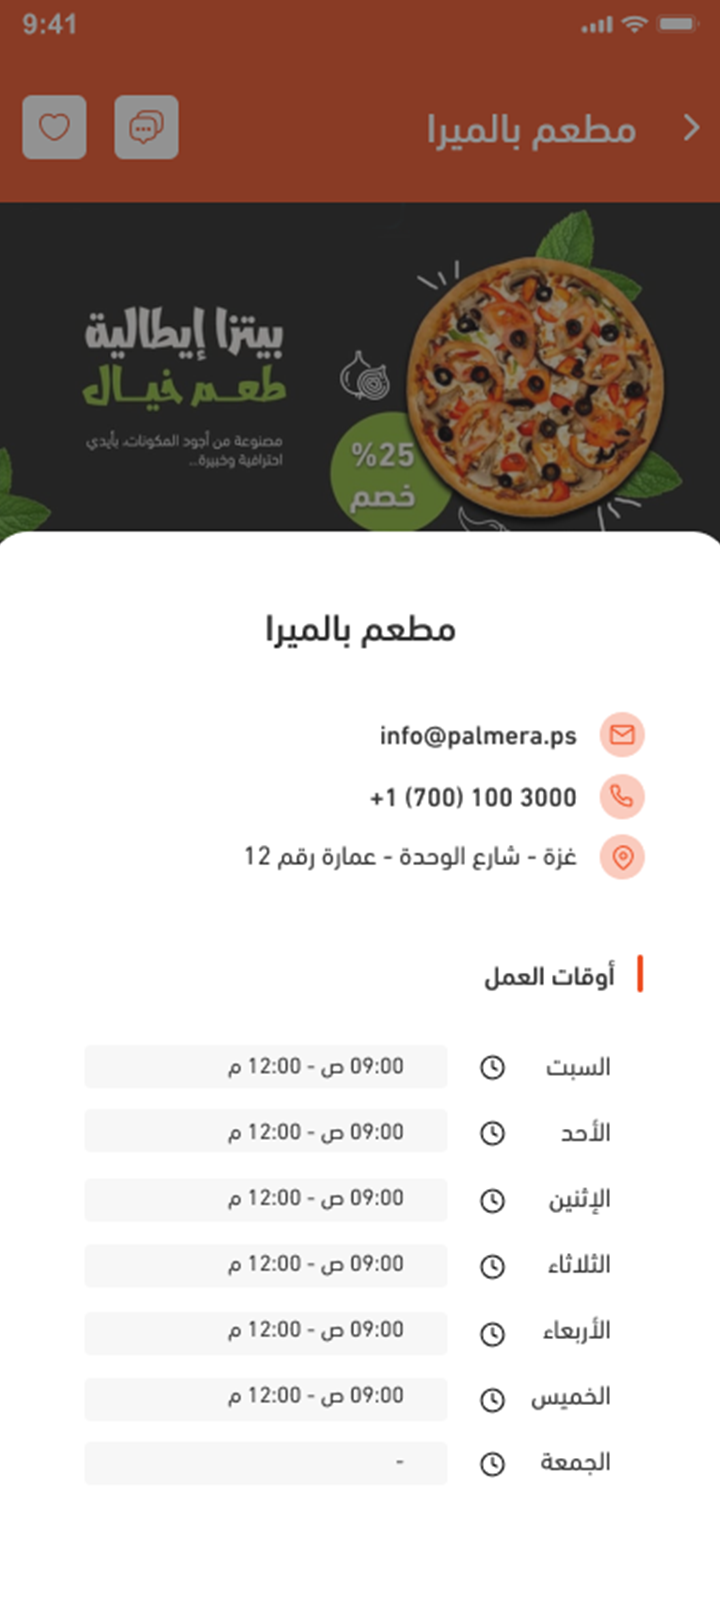 9:41
مطعم بالميرا
بيتزا إيطالية
طعم خيال
مصنوعة من أجود المكونات، بأيدي
احترافية وخبيرة...
%25
خصم
مطعم بالميرا
info@palmera.ps
+1 (700) 100 3000
غزة - شارع الوحدة - عمارة رقم 12
أوقات العمل
السبت 09:00 ص - 12:00 م
الأحد 09:00 ص - 12:00 م
الإثنين 09:00 ص - 12:00 م
الثلاثاء 09:00 ص - 12:00 م
الأربعاء 09:00 ص - 12:00 م
الخميس 09:00 ص - 12:00 م
الجمعة -